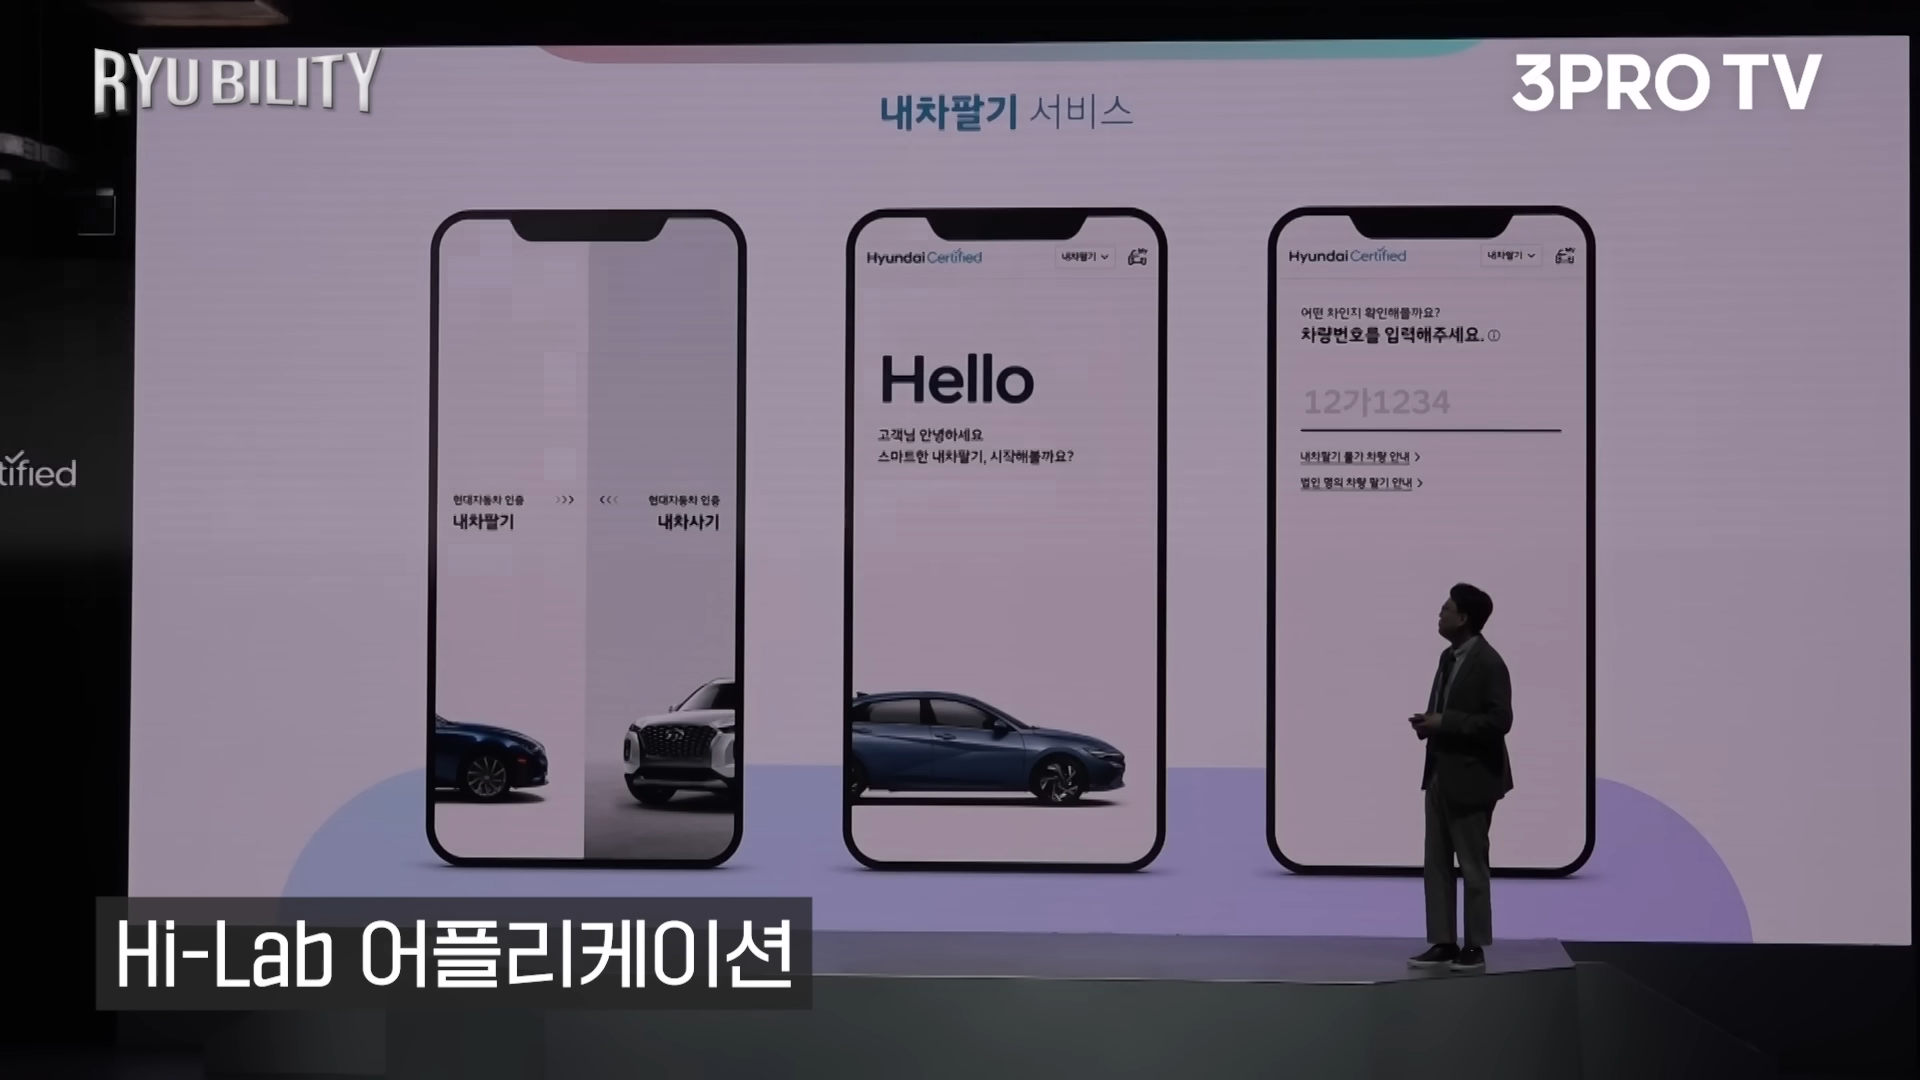 RYUBILITY
3PRO TV
내차팔기 서비스
현대자동차 인증
내차팔기
현대자동차 인증
내차사기
Hyundai Certified
내차팔기
MY
Hello
고객님 안녕하세요
스마트한 내차팔기, 시작해볼까요?
Hyundai Certified
내차팔기
MY
어떤 차인지 확인해볼까요?
차량번호를 입력해주세요.
12가1234
내차팔기 불가 차량 안내 >
법인 명의 차량 팔기 안내 >
tified
Hi-Lab 어플리케이션